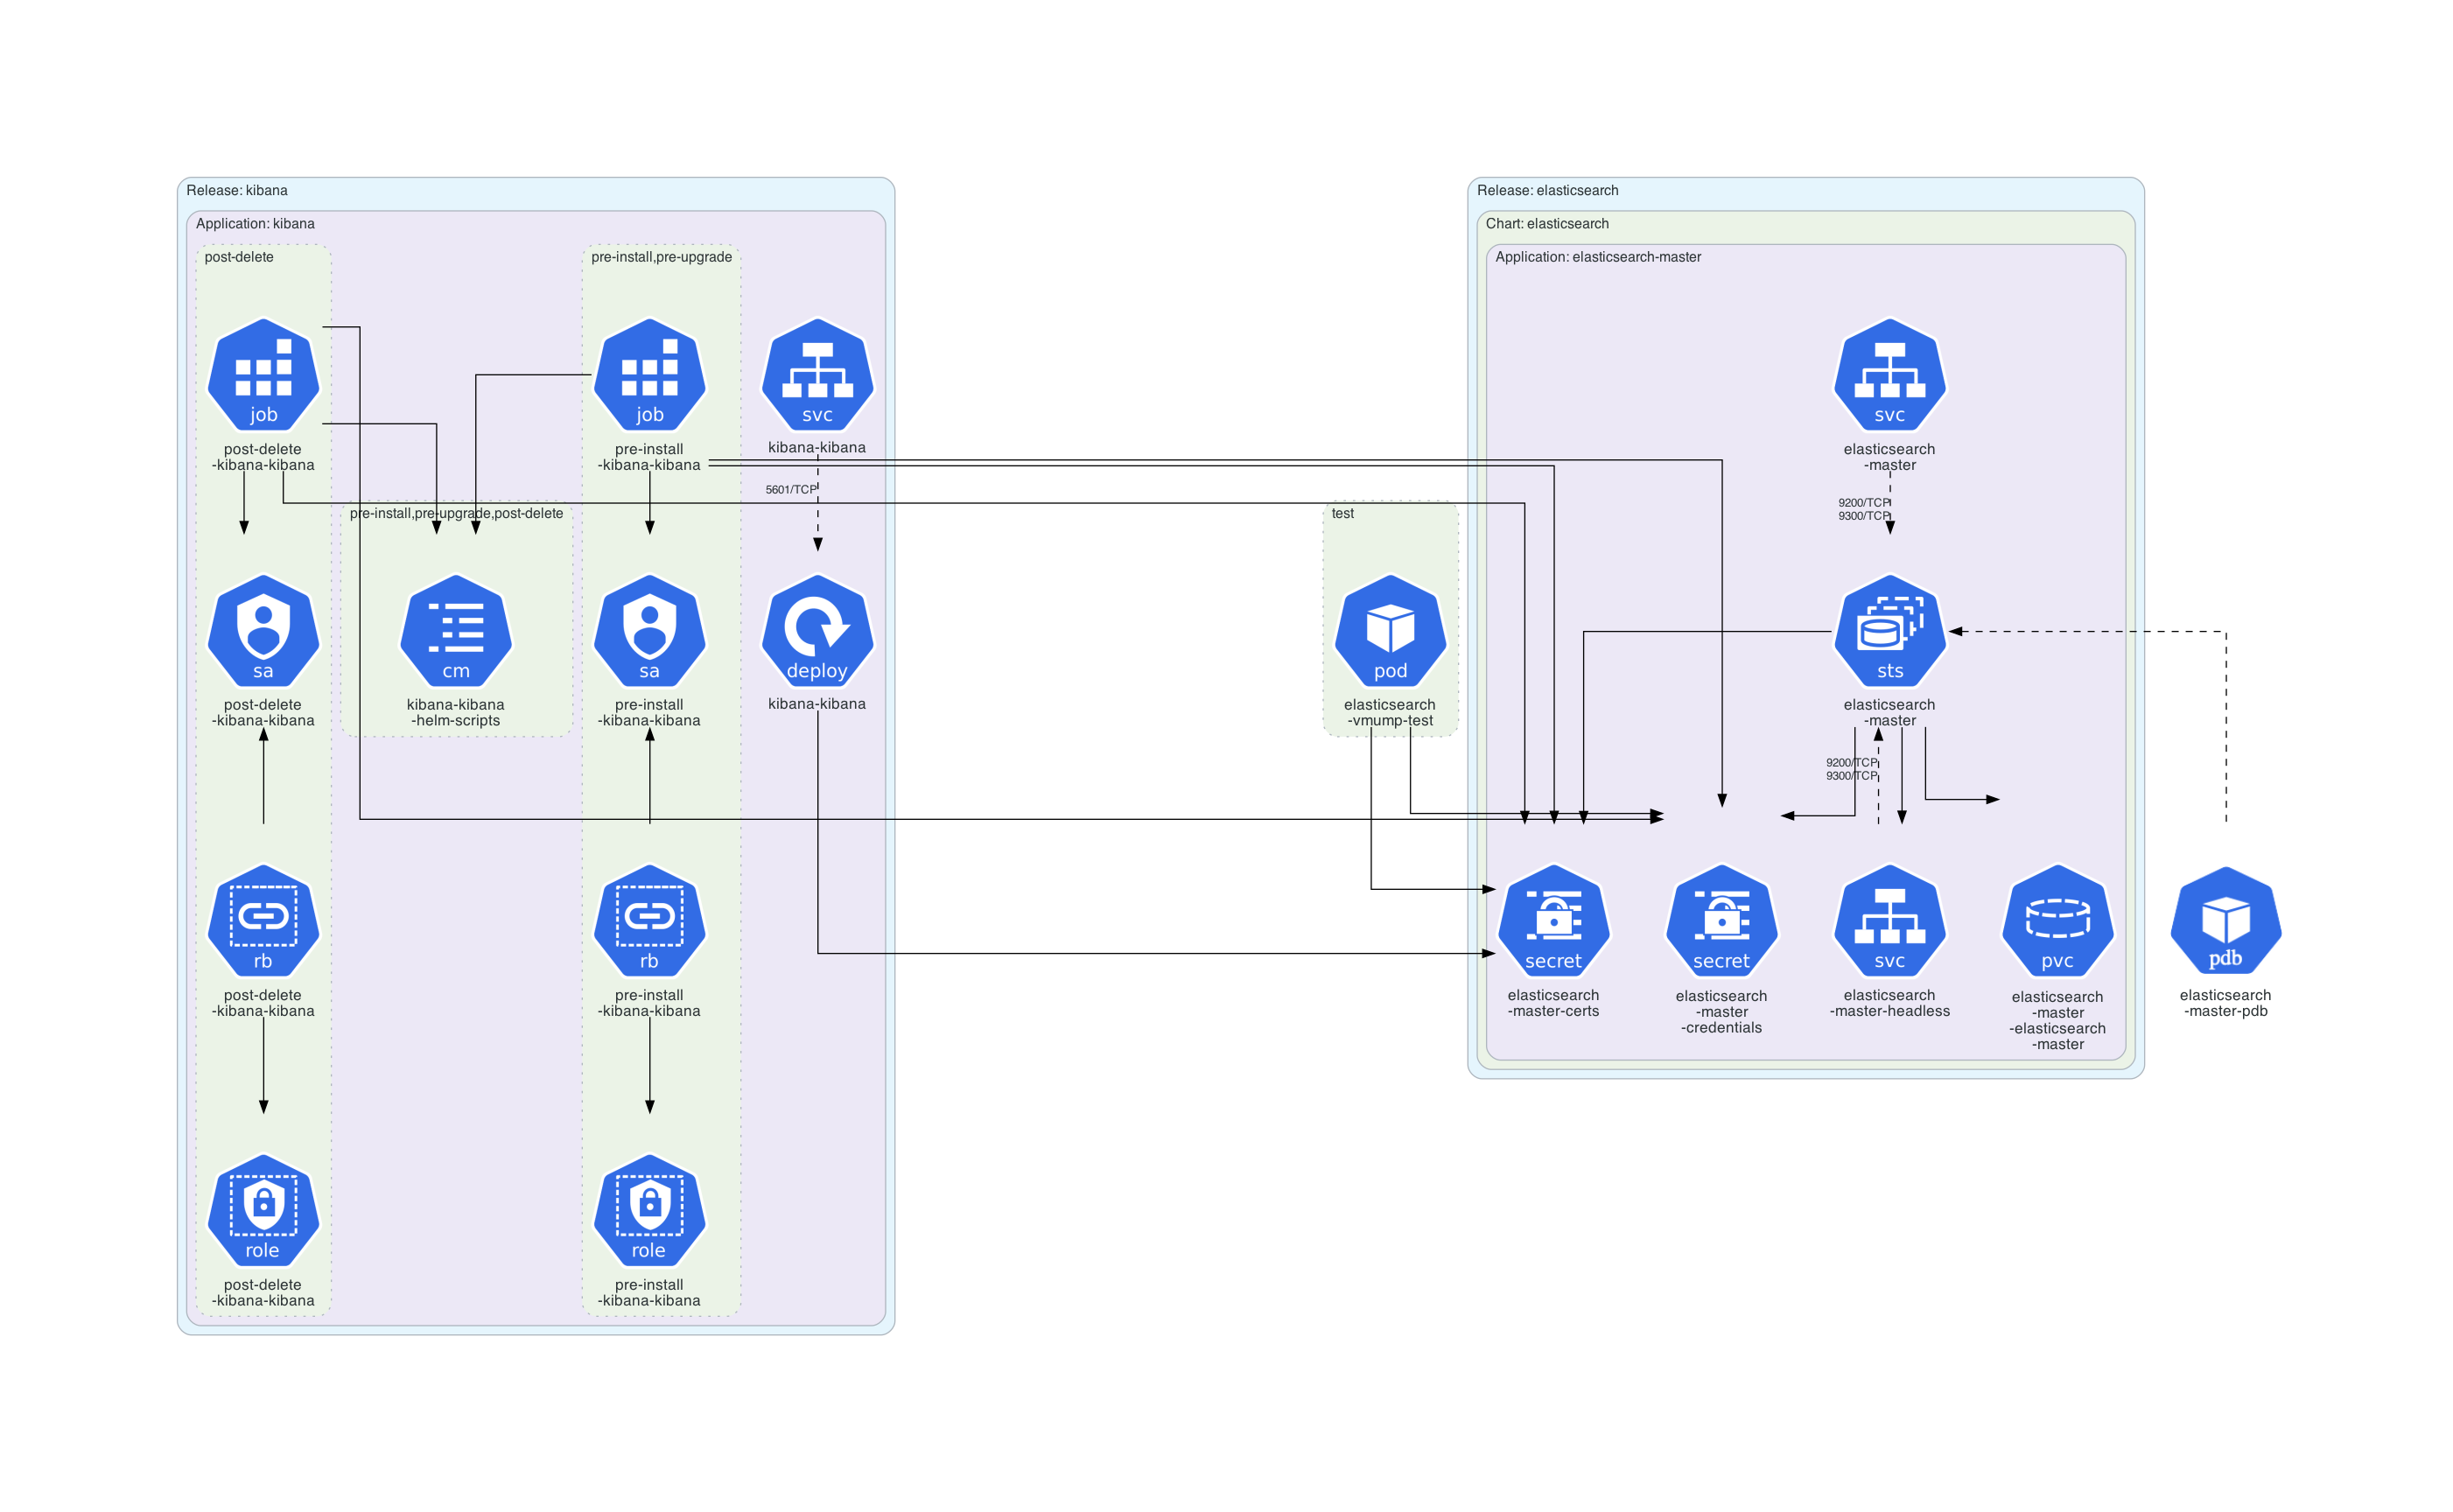 Release: kibana
Application: kibana
post-delete
pre-install,pre-upgrade
job
post-delete
-kibana-kibana
job
pre-install
-kibana-kibana
svc
kibana-kibana
5601/TCP
pre-install,pre-upgrade,post-delete
sa
post-delete
-kibana-kibana
cm
kibana-kibana
-helm-scripts
sa
pre-install
-kibana-kibana
deploy
kibana-kibana
rb
post-delete
-kibana-kibana
rb
pre-install
-kibana-kibana
role
post-delete
-kibana-kibana
role
pre-install
-kibana-kibana
test
pod
elasticsearch
-vmump-test
Release: elasticsearch
Chart: elasticsearch
Application: elasticsearch-master
svc
elasticsearch
-master
9200/TCP
9300/TCP
sts
elasticsearch
-master
9200/TCP
9300/TCP
secret
elasticsearch
-master-certs
secret
elasticsearch
-master
-credentials
svc
elasticsearch
-master-headless
pvc
elasticsearch
-master
-elasticsearch
-master
pdb
elasticsearch
-master-pdb